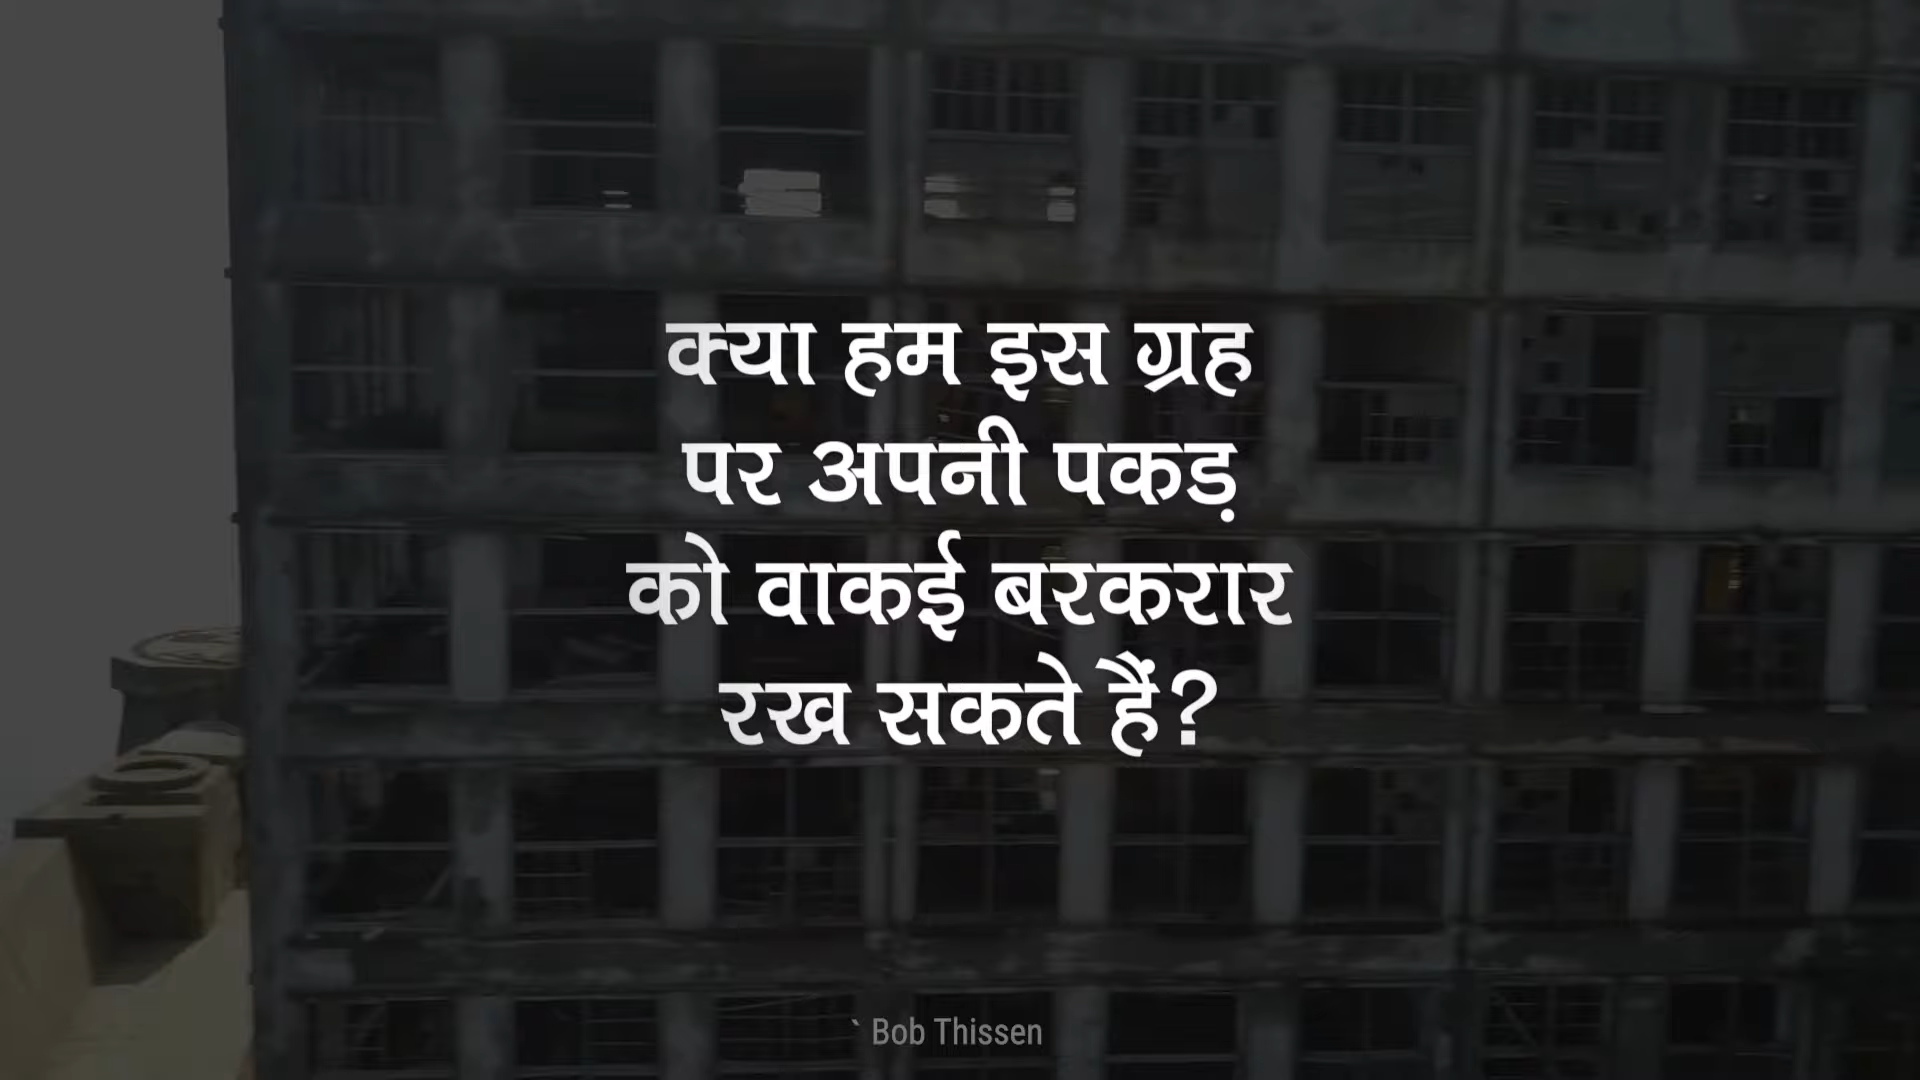 क्या हम इस ग्रह
पर अपनी पकड़
को वाकई बरकरार
रख सकते हैं?
` Bob Thissen